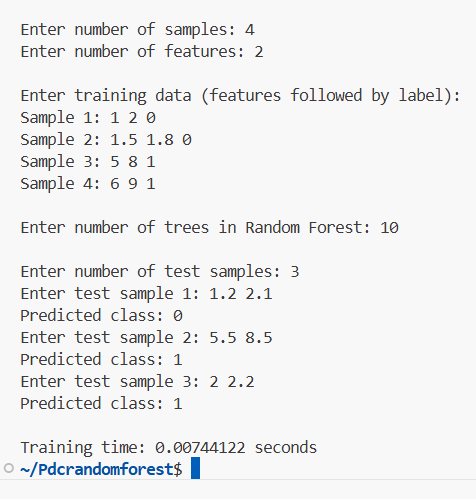 Enter number of samples: 4
Enter number of features: 2
Enter training data (features followed by label):
Sample 1: 1 2 0
Sample 2: 1.5 1.8 0
Sample 3: 5 8 1
Sample 4: 6 9 1
Enter number of trees in Random Forest: 10
Enter number of test samples: 3
Enter test sample 1: 1.2 2.1
Predicted class: 0
Enter test sample 2: 5.5 8.5
Predicted class: 1
Enter test sample 3: 2 2.2
Predicted class: 1
Training time: 0.00744122 seconds
~/Pdcrandomforest$